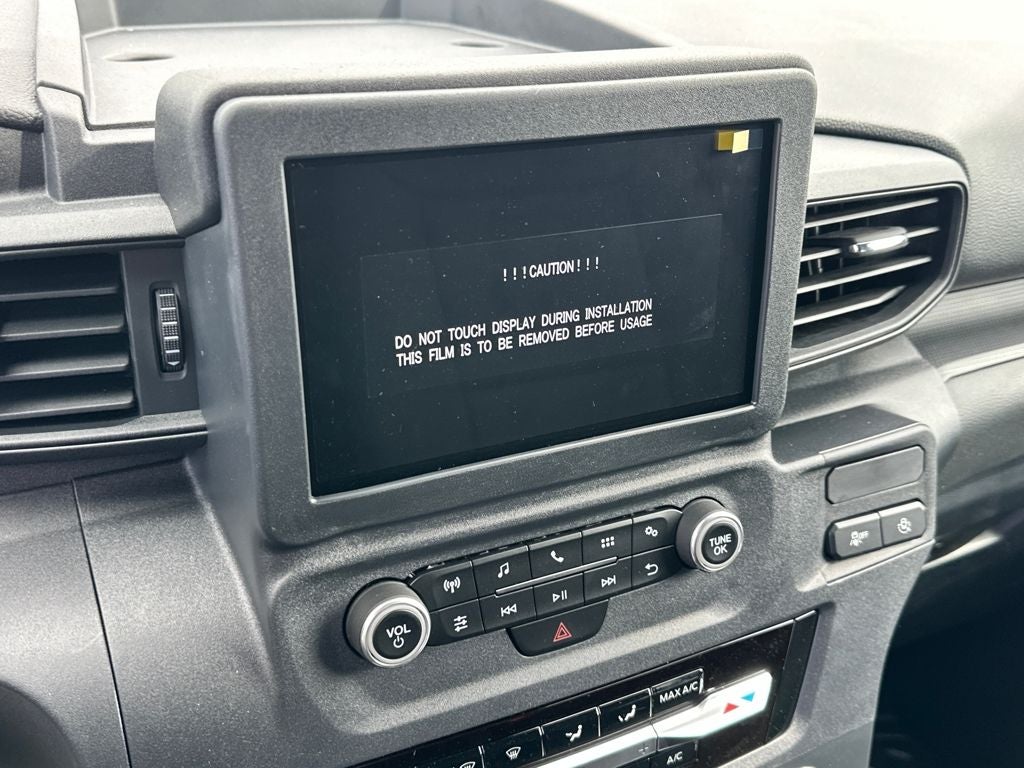 ! ! ! CAUTION ! ! !
DO NOT TOUCH DISPLAY DURING INSTALLATION
THIS FILM IS TO BE REMOVED BEFORE USAGE
TUNE
OK
VOL
OFF
MAX A/C
A/C